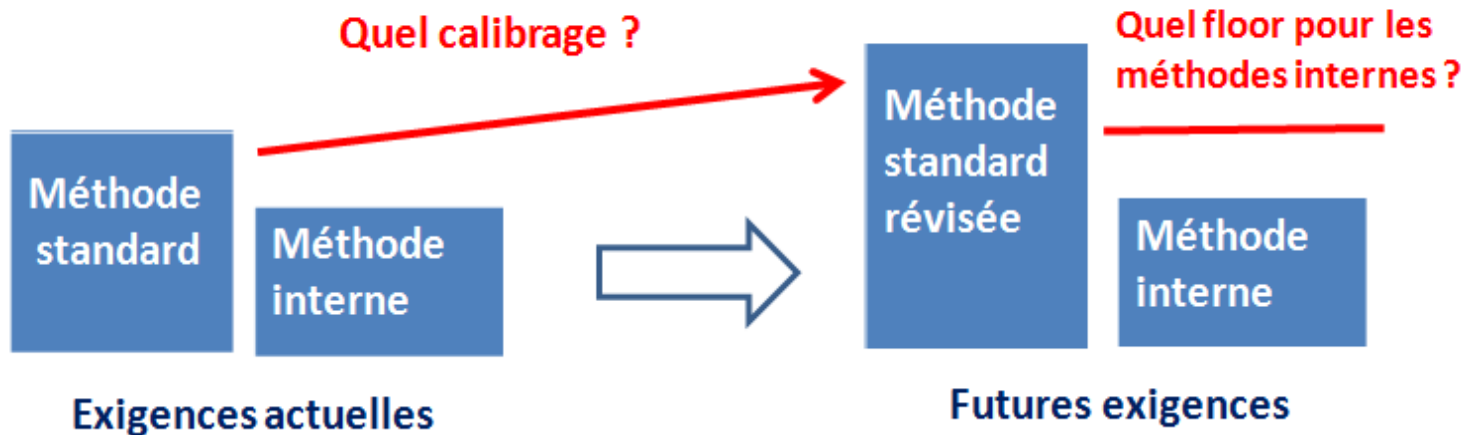 Quel calibrage ?
Quel floor pour les
méthodes internes ?
Méthode
standard
Méthode
interne
Méthode
standard
révisée
Méthode
interne
Exigences actuelles
Futures exigences